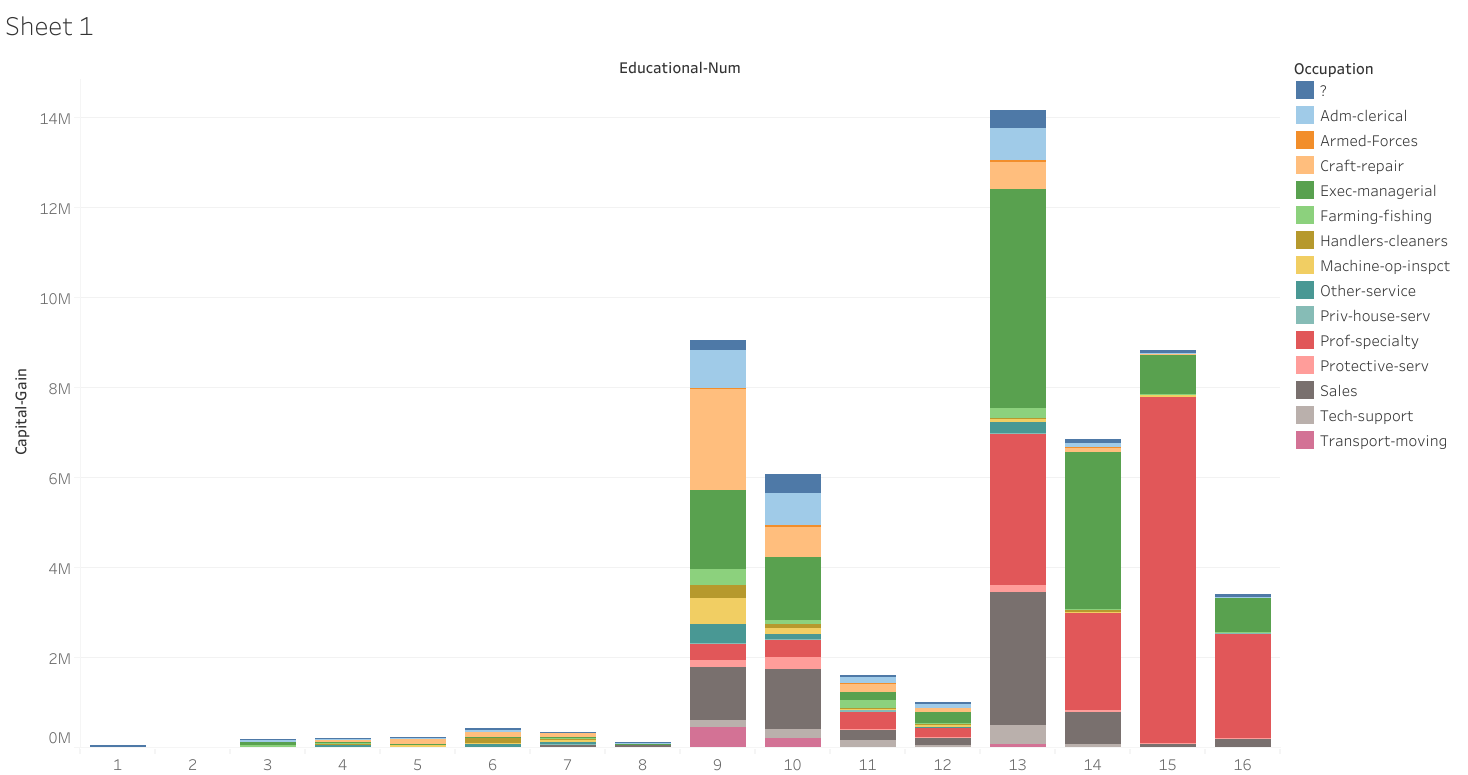 Sheet 1
Educational-Num
Capital-Gain
14M
12M
10M
8M
6M
4M
2M
0M
1 2 3 4 5 6 7 8 9 10 11 12 13 14 15 16
Occupation
?
Adm-clerical
Armed-Forces
Craft-repair
Exec-managerial
Farming-fishing
Handlers-cleaners
Machine-op-inspct
Other-service
Priv-house-serv
Prof-specialty
Protective-serv
Sales
Tech-support
Transport-moving